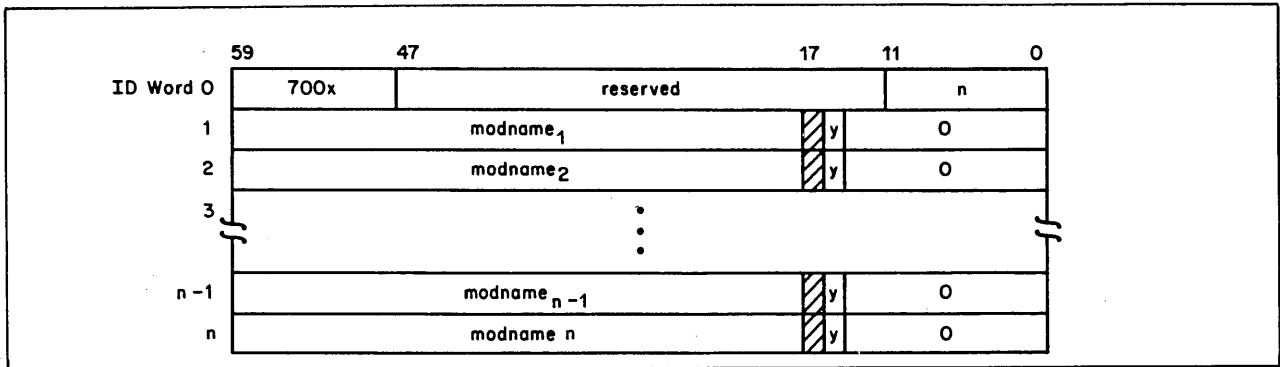 59 47 17 11 0
ID Word 0 700x reserved n
1 modname1 y 0
2 modname2 y 0
3
n-1 modname n-1 y 0
n modname n y 0